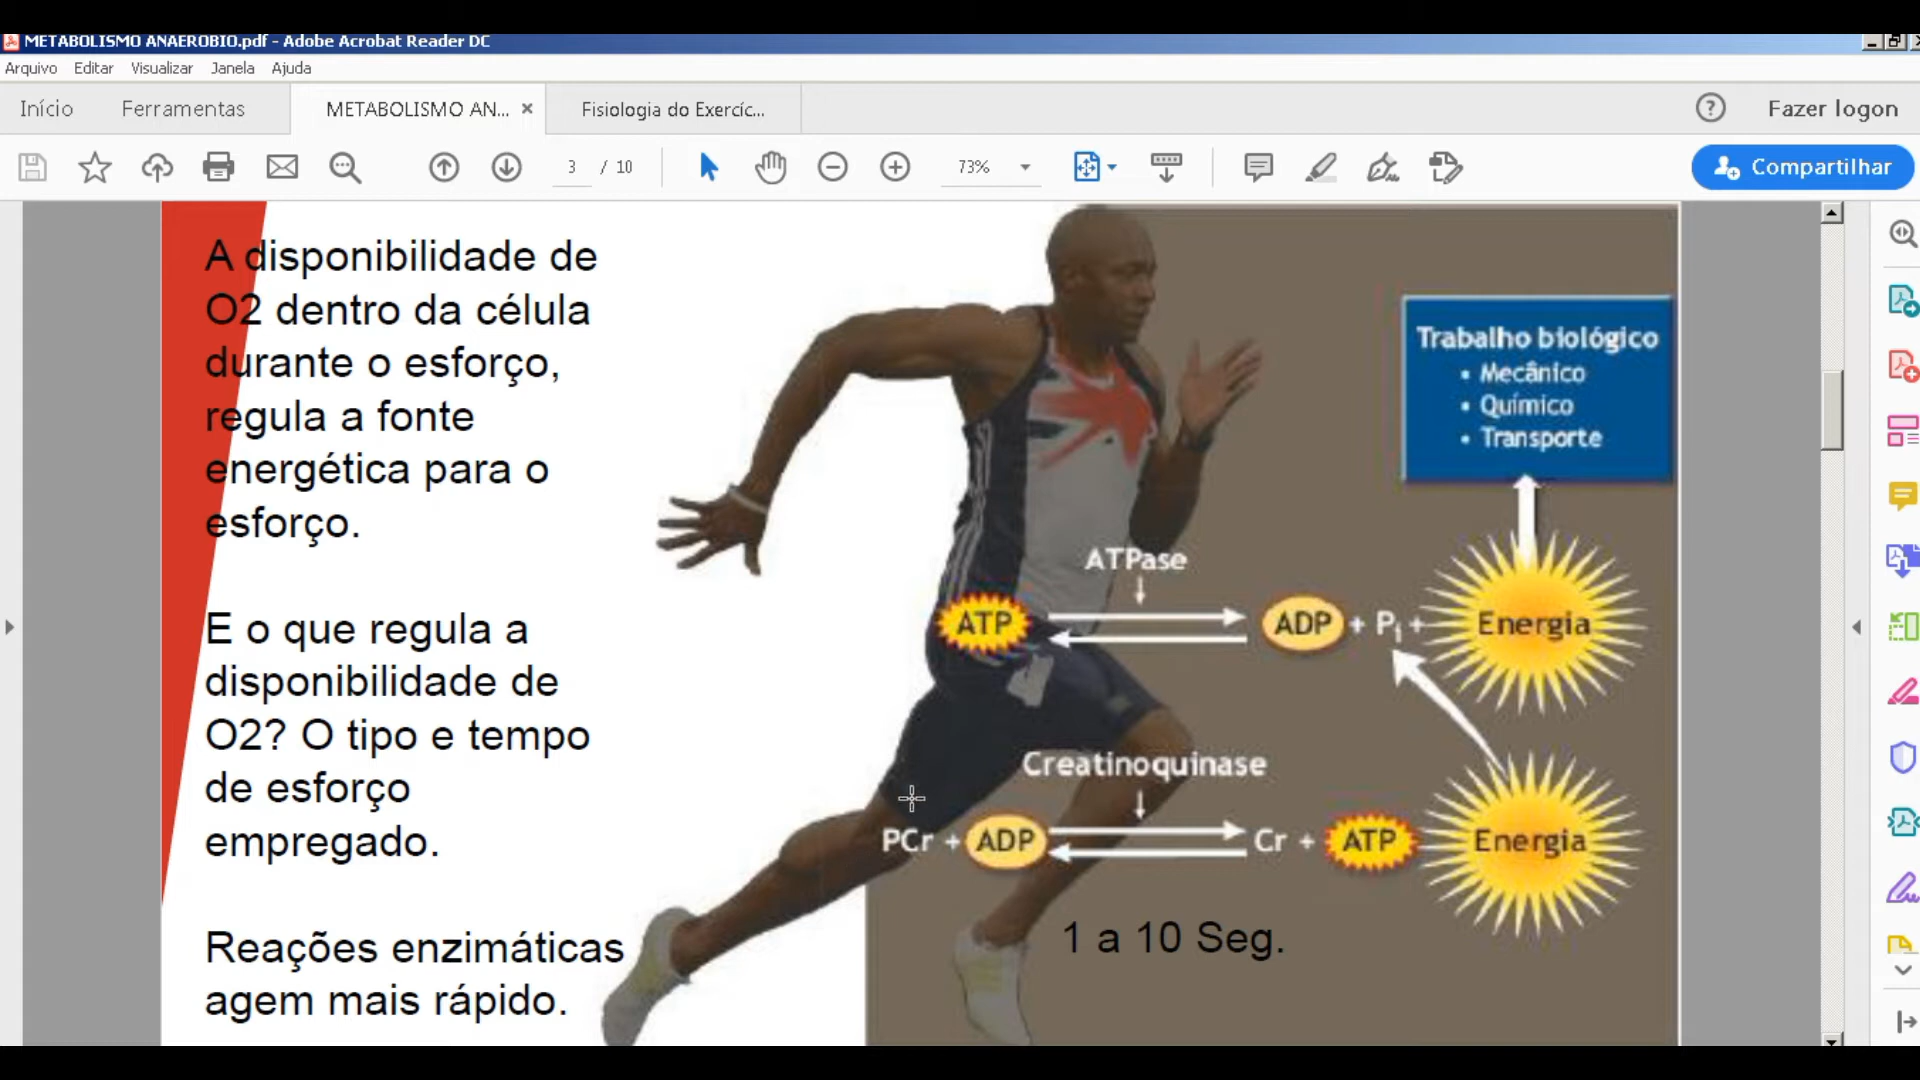 METABOLISMO ANAEROBIO.pdf - Adobe Acrobat Reader DC
Arquivo Editar Visualizar Janela Ajuda
Início Ferramentas METABOLISMO AN... Fisiologia do Exercíc... Fazer logon
3 / 10 73% Compartilhar
A disponibilidade de
O2 dentro da célula
durante o esforço,
regula a fonte
energética para o
esforço.
E o que regula a
disponibilidade de
O2? O tipo e tempo
de esforço
empregado.
Reações enzimáticas
agem mais rápido.
Trabalho biológico
• Mecânico
• Químico
• Transporte
ATPase
ATP ADP + Pi + Energia
Creatinoquinase
PCr + ADP Cr + ATP Energia
1 a 10 Seg.